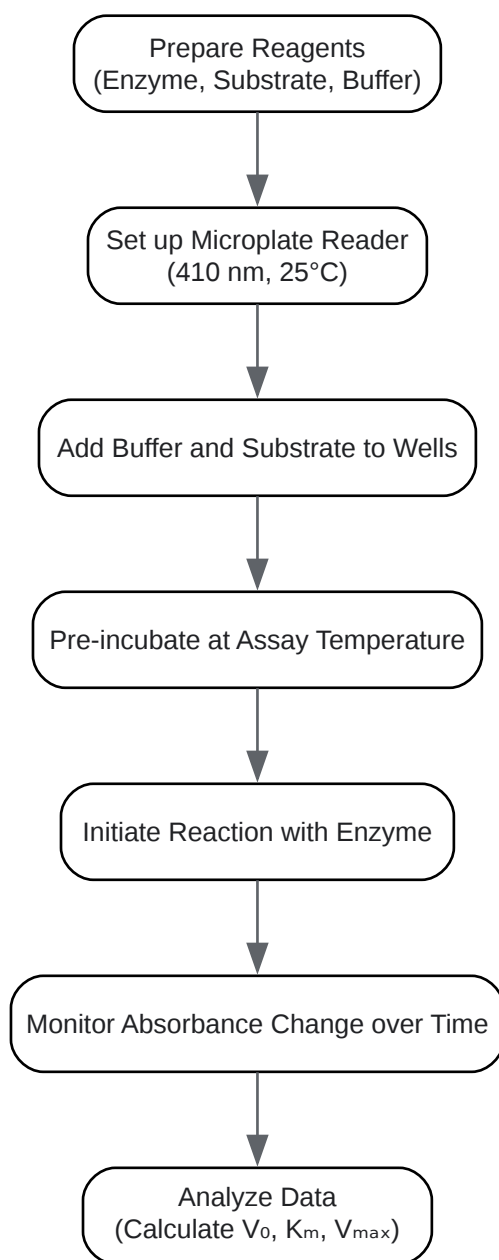 Prepare Reagents
(Enzyme, Substrate, Buffer)
Set up Microplate Reader
(410 nm, 25°C)
Add Buffer and Substrate to Wells
Pre-incubate at Assay Temperature
Initiate Reaction with Enzyme
Monitor Absorbance Change over Time
Analyze Data
(Calculate V₀, Kₘ, Vₘₐₓ)